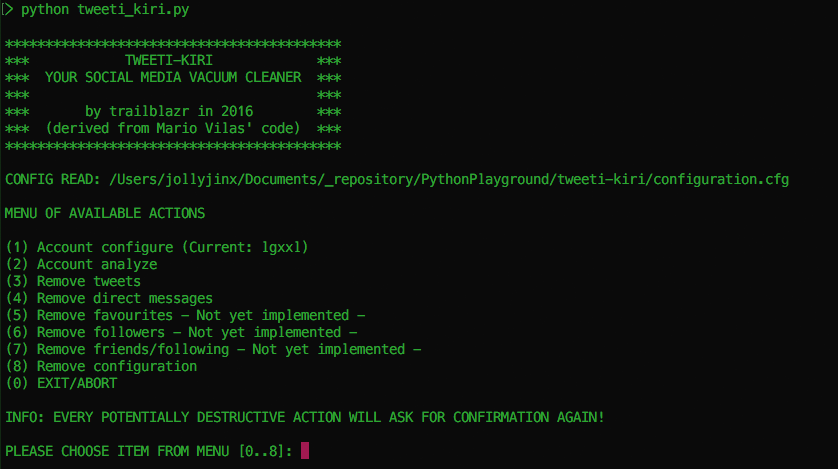 [> python tweeti_kiri.py
******************************************
*** TWEETI-KIRI ***
*** YOUR SOCIAL MEDIA VACUUM CLEANER ***
*** ***
*** by trailblazr in 2016 ***
*** (derived from Mario Vilas' code) ***
******************************************
CONFIG READ: /Users/jollyjinx/Documents/_repository/PythonPlayground/tweeti-kiri/configuration.cfg
MENU OF AVAILABLE ACTIONS
(1) Account configure (Current: lgxxl)
(2) Account analyze
(3) Remove tweets
(4) Remove direct messages
(5) Remove favourites – Not yet implemented –
(6) Remove followers – Not yet implemented –
(7) Remove friends/following – Not yet implemented –
(8) Remove configuration
(0) EXIT/ABORT
INFO: EVERY POTENTIALLY DESTRUCTIVE ACTION WILL ASK FOR CONFIRMATION AGAIN!
PLEASE CHOOSE ITEM FROM MENU [0..8]: